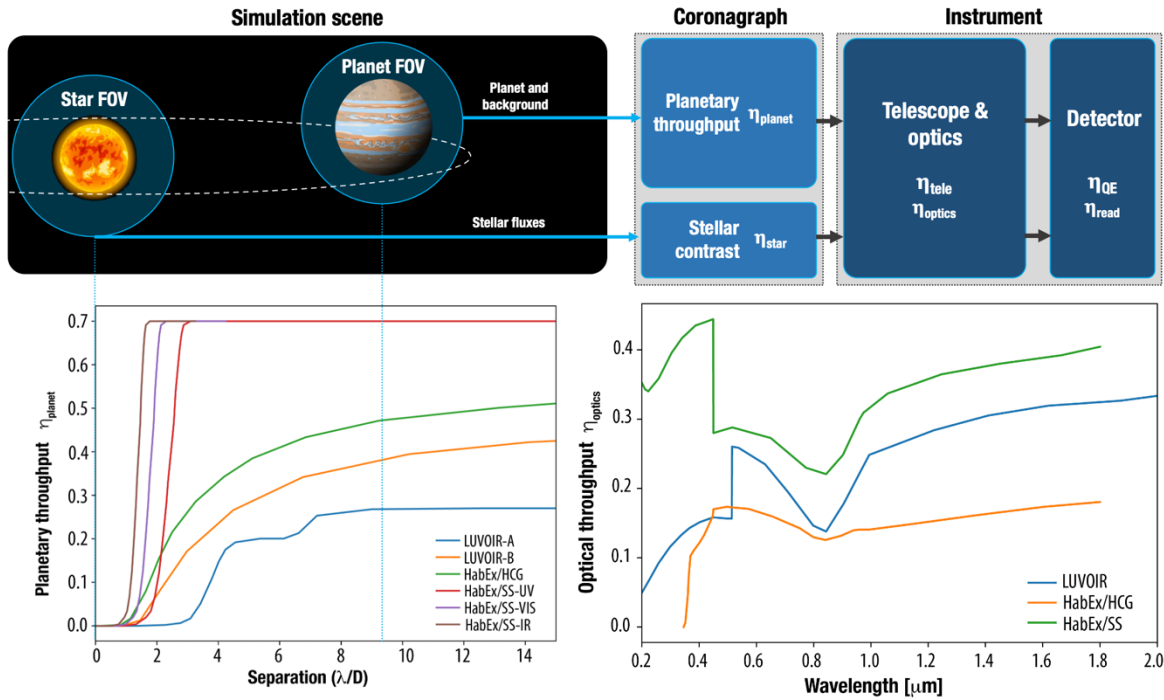 Simulation scene
Coronagraph
Instrument
Star FOV
Planet FOV
Planet and
background
Stellar fluxes
Planetary
throughput ηplanet
Stellar
contrast ηstar
Telescope &
optics
ηtele
ηoptics
Detector
ηQE
ηread
Planetary throughput ηplanet
0.7
0.6
0.5
0.4
0.3
0.2
0.1
0.0
0 2 4 6 8 10 12 14
Separation (λ/D)
LUVOIR-A
LUVOIR-B
HabEx/HCG
HabEx/SS-UV
HabEx/SS-VIS
HabEx/SS-IR
Optical throughput ηoptics
0.4
0.3
0.2
0.1
0.0
0.2 0.4 0.6 0.8 1.0 1.2 1.4 1.6 1.8 2.0
Wavelength [μm]
LUVOIR
HabEx/HCG
HabEx/SS